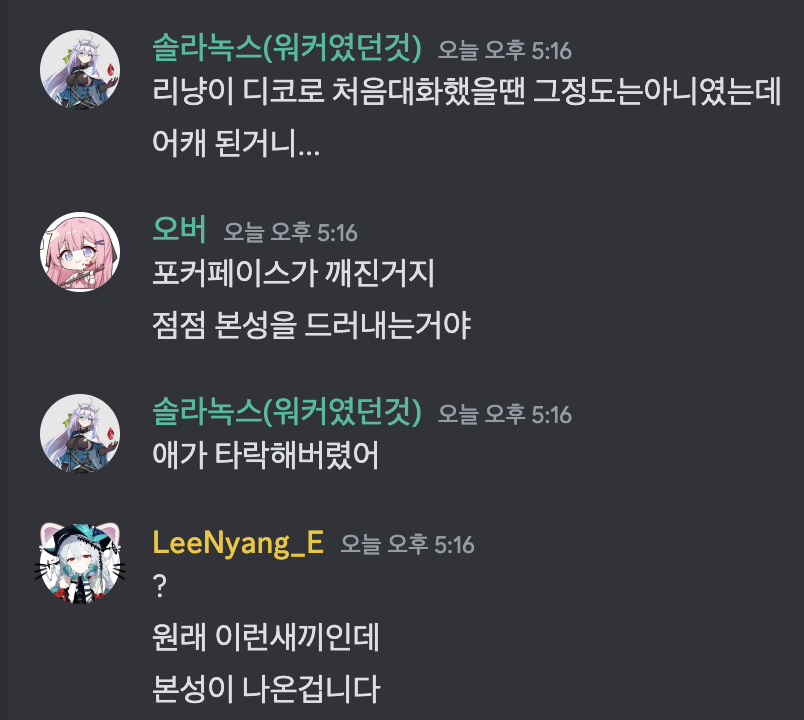 솔라녹스(워커였던것) 오늘 오후 5:16
리냥이 디코로 처음대화했을땐 그정도는아니였는데
어캐 된거니...
오버 오늘 오후 5:16
포커페이스가 깨진거지
점점 본성을 드러내는거야
솔라녹스(워커였던것) 오늘 오후 5:16
애가 타락해버렸어
LeeNyang_E 오늘 오후 5:16
?
원래 이런새끼인데
본성이 나온겁니다